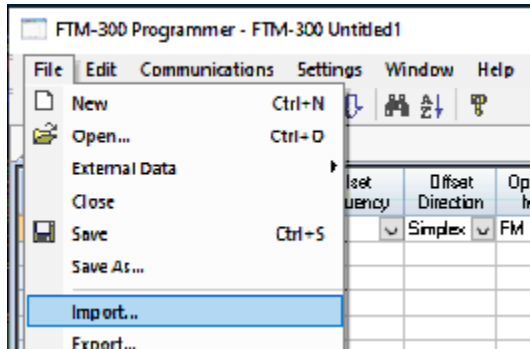 FTM-300 Programmer - FTM-300 Untitled1
File Edit Communications Settings Window Help
New Ctrl+N
Open... Ctrl+O
External Data
Close
Save Ctrl+S
Save As...
Import...
Export...
Offset Direction
Simplex FM